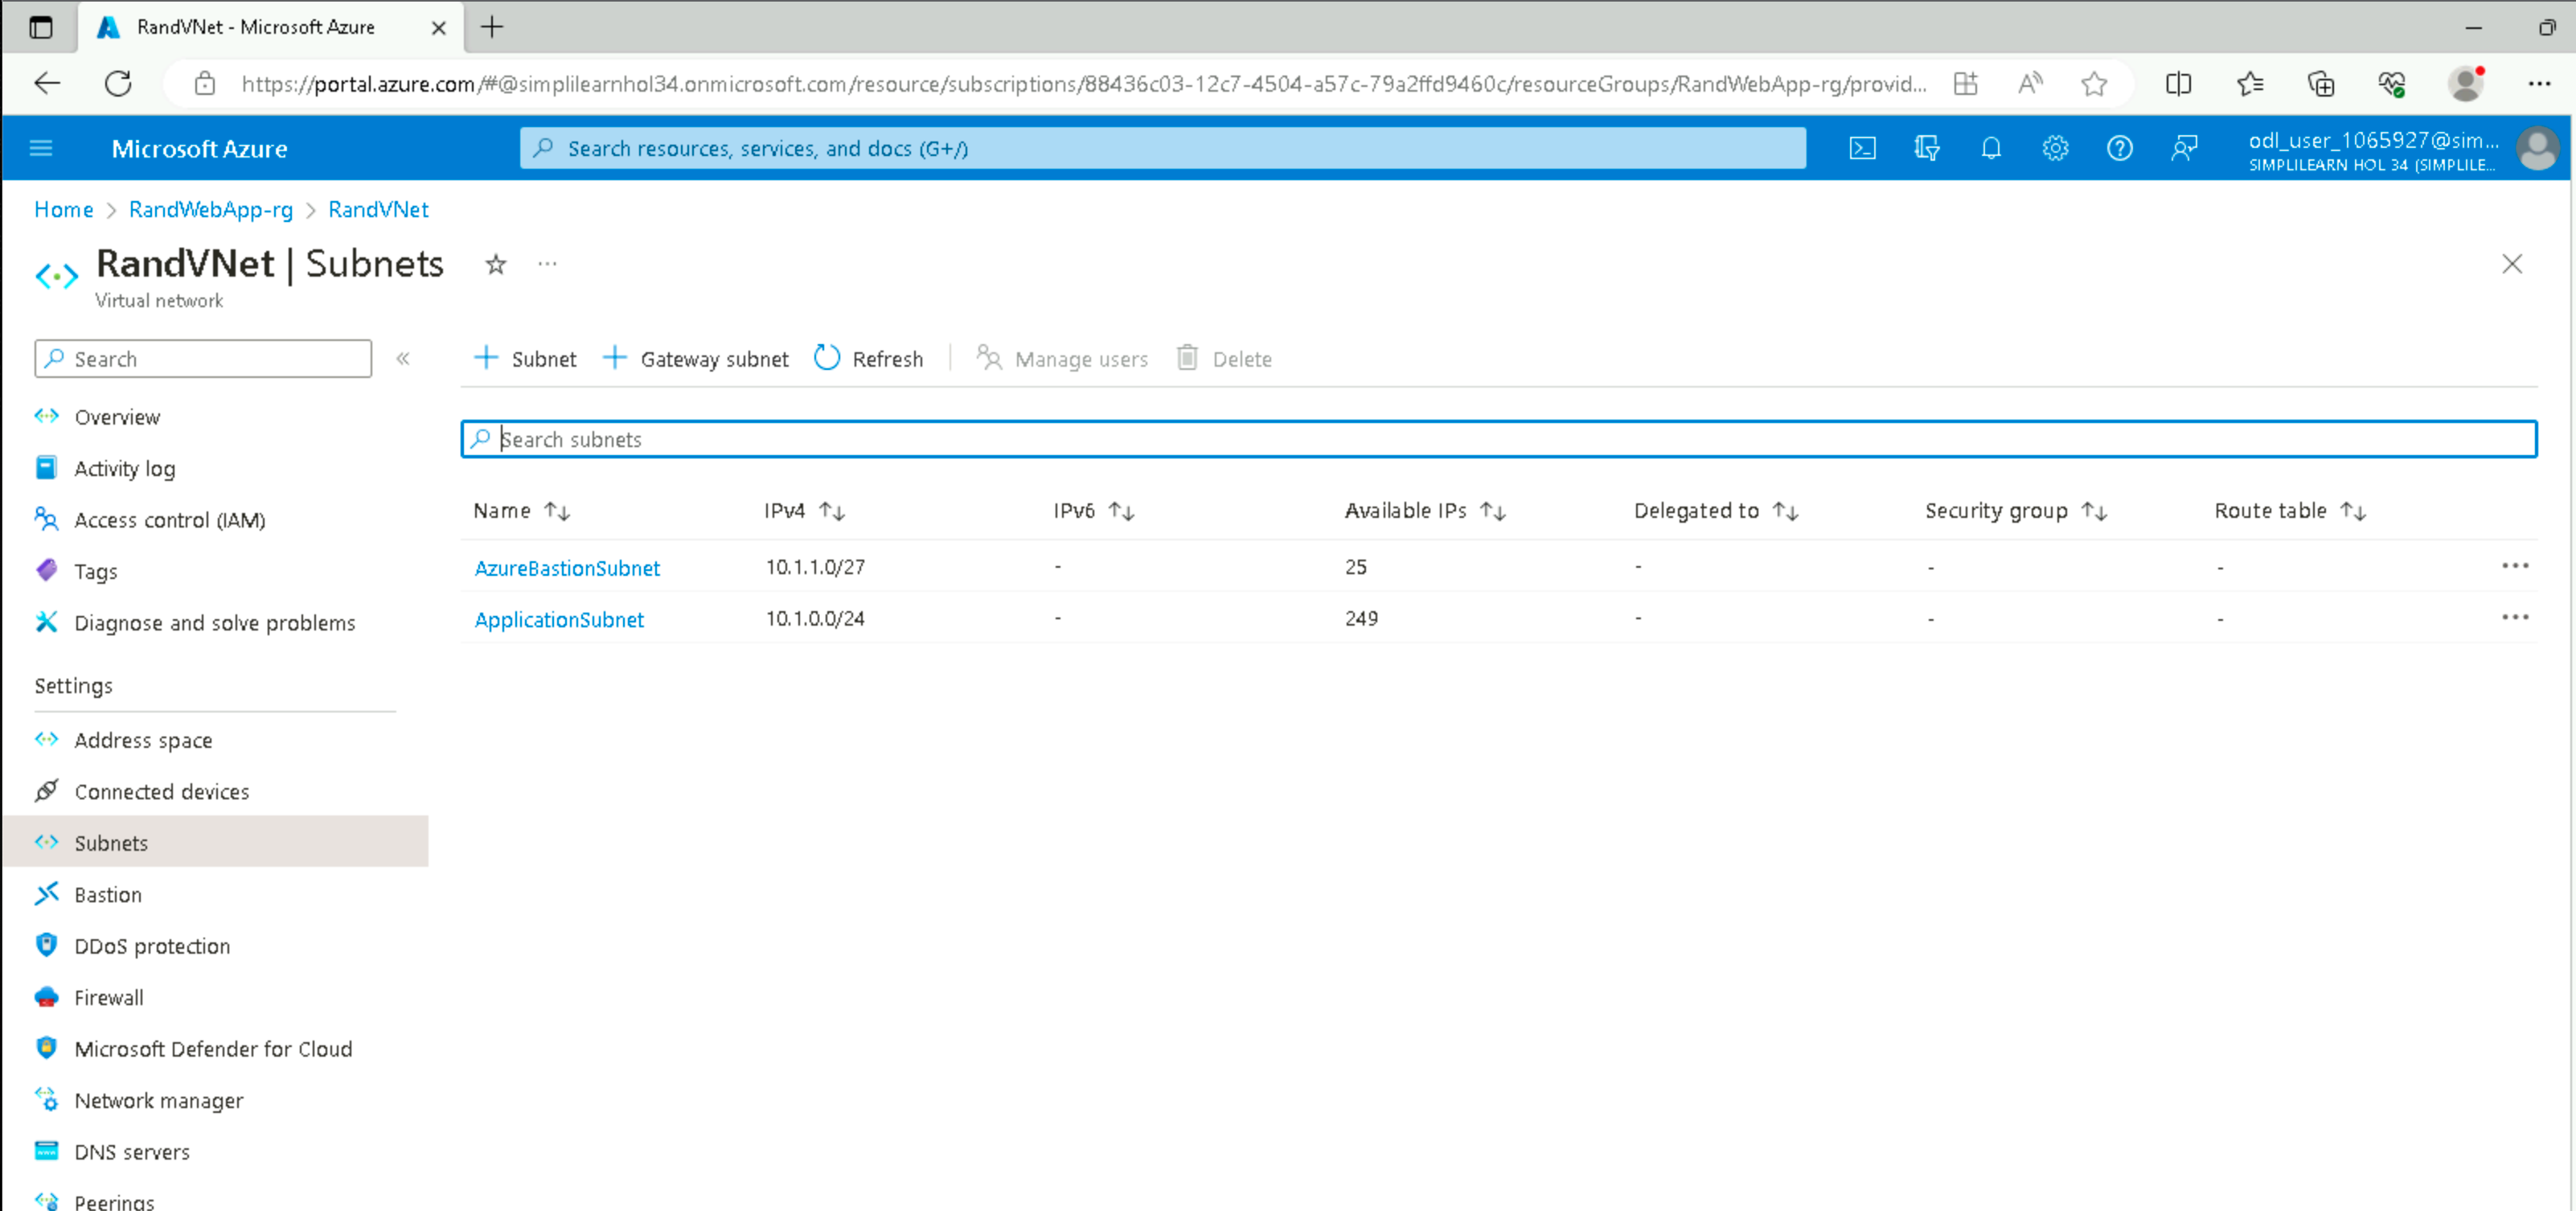 RandVNet - Microsoft Azure
https://portal.azure.com/#@simplilearnhol34.onmicrosoft.com/resource/subscriptions/88436c03-12c7-4504-a57c-79a2ffd9460c/resourceGroups/RandWebApp-rg/provid...
Microsoft Azure
Search resources, services, and docs (G+/)
odl_user_1065927@sim...
SIMPLILEARN HOL 34 (SIMPLILE...
Home > RandWebApp-rg > RandVNet
RandVNet | Subnets
Virtual network
Search
Subnet Gateway subnet Refresh Manage users Delete
Search subnets
Name IPv4 IPv6 Available IPs Delegated to Security group Route table
AzureBastionSubnet 10.1.1.0/27 - 25 - - -
ApplicationSubnet 10.1.0.0/24 - 249 - - -
Overview
Activity log
Access control (IAM)
Tags
Diagnose and solve problems
Settings
Address space
Connected devices
Subnets
Bastion
DDoS protection
Firewall
Microsoft Defender for Cloud
Network manager
DNS servers
Peerings